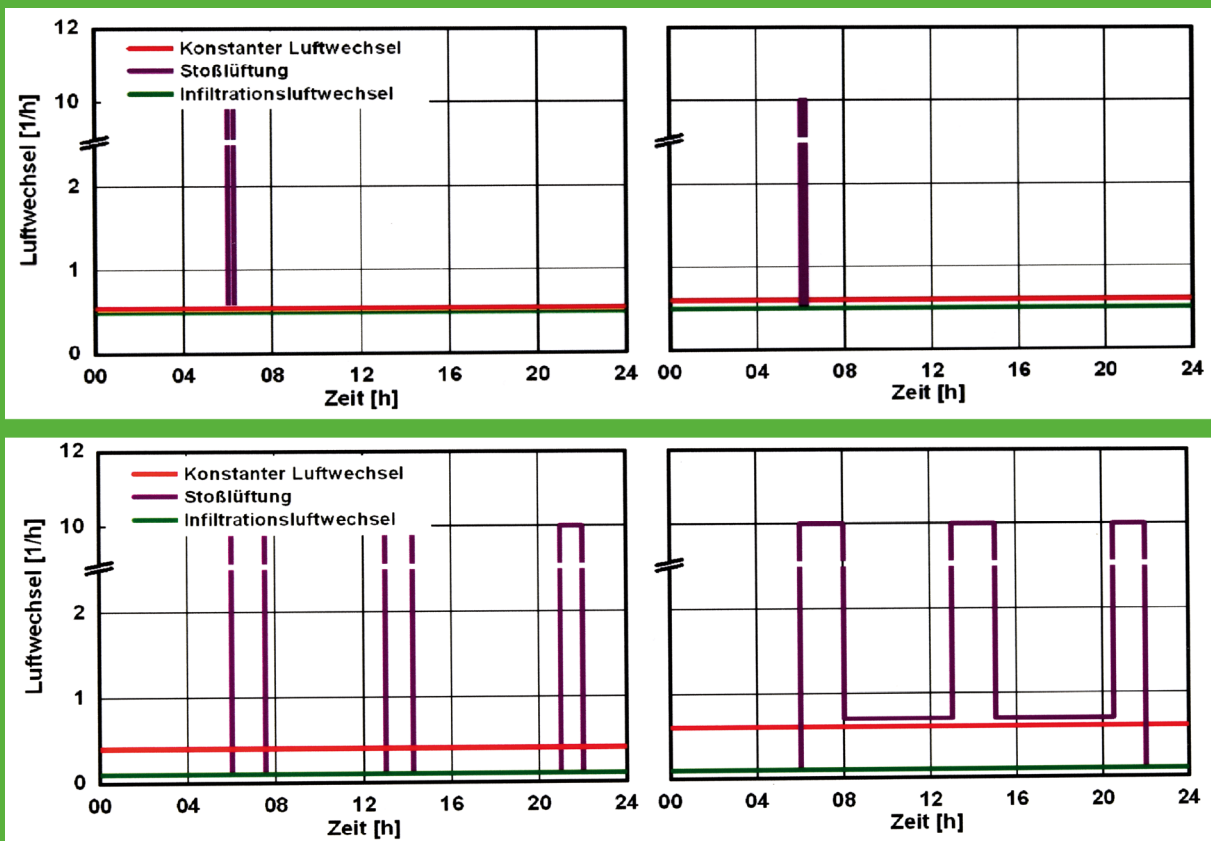 12
Konstanter Luftwechsel
Stoßlüftung
Infiltrationsluftwechsel
10
2
1
0
Luftwechsel [1/h]
00 04 08 12 16 20 24
Zeit [h]
00 04 08 12 16 20 24
Zeit [h]
12
Konstanter Luftwechsel
Stoßlüftung
Infiltrationsluftwechsel
10
2
1
0
Luftwechsel [1/h]
00 04 08 12 16 20 24
Zeit [h]
00 04 08 12 16 20 24
Zeit [h]